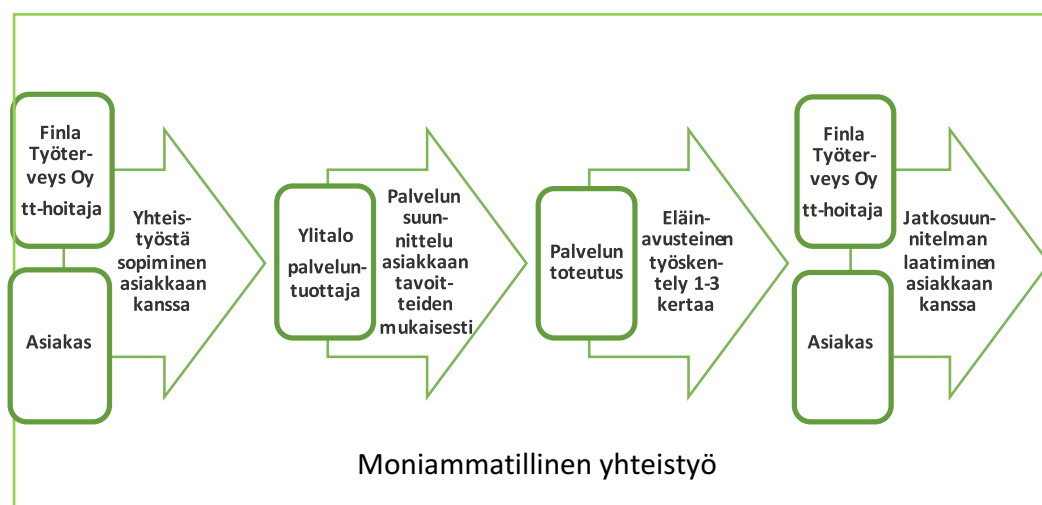 Finla
Työter-
veys Oy
tt-hoitaja
Asiakas
Yhteis-
työstä
sopiminen
asiakkaan
kanssa
Ylitalo
palvelun-
tuottaja
Palvelun
suun-
nittelu
asiakkaan
tavoit-
teiden
mukaisesti
Palvelun
toteutus
Eläin-
avusteinen
työsken-
tely 1-3
kertaa
Finla
Työter-
veys Oy
tt-hoitaja
Asiakas
Jatkosuun-
nitelman
laatiminen
asiakkaan
kanssa
Moniammatillinen yhteistyö